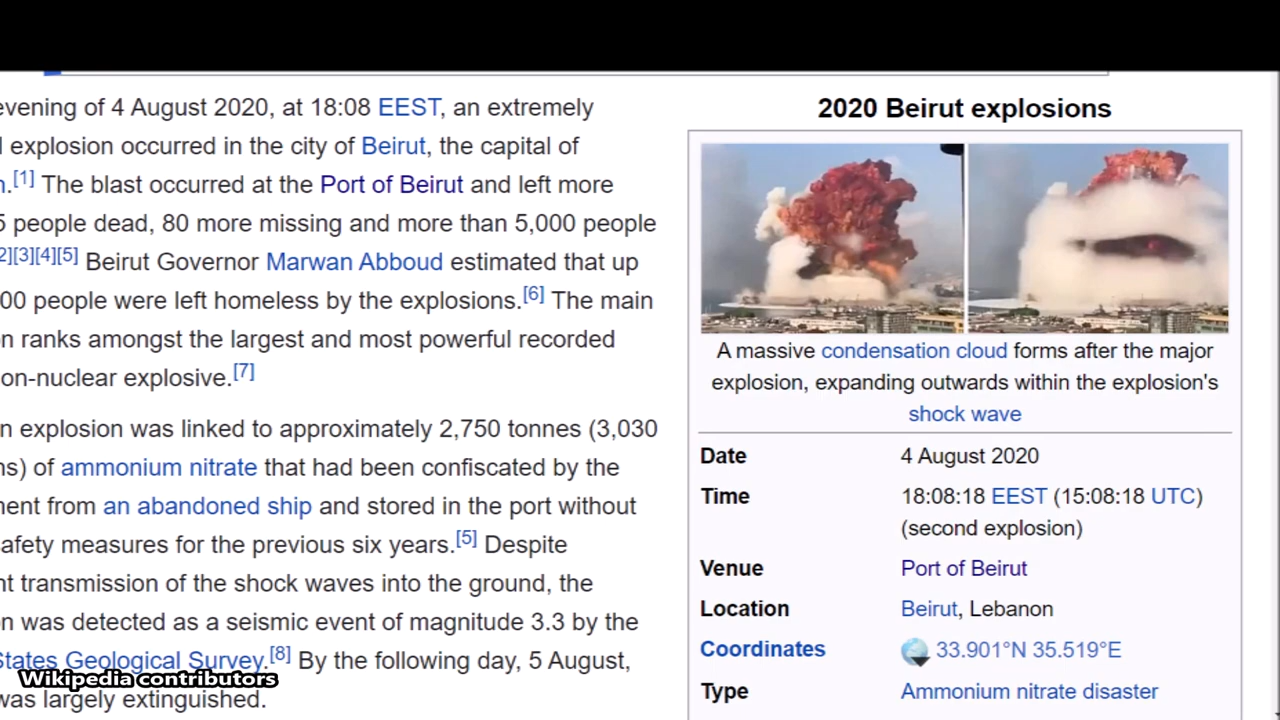 evening of 4 August 2020, at 18:08 EEST, an extremely
explosion occurred in the city of Beirut, the capital of
.[1] The blast occurred at the Port of Beirut and left more
5 people dead, 80 more missing and more than 5,000 people
2][3][4][5] Beirut Governor Marwan Abboud estimated that up
00 people were left homeless by the explosions.[6] The main
n ranks amongst the largest and most powerful recorded
on-nuclear explosive.[7]
n explosion was linked to approximately 2,750 tonnes (3,030
ns) of ammonium nitrate that had been confiscated by the
ment from an abandoned ship and stored in the port without
safety measures for the previous six years.[5] Despite
nt transmission of the shock waves into the ground, the
on was detected as a seismic event of magnitude 3.3 by the
States Geological Survey.[8] By the following day, 5 August,
was largely extinguished.
Wikipedia contributors
2020 Beirut explosions
A massive condensation cloud forms after the major
explosion, expanding outwards within the explosion's
shock wave
Date 4 August 2020
Time 18:08:18 EEST (15:08:18 UTC)
(second explosion)
Venue Port of Beirut
Location Beirut, Lebanon
Coordinates 33.901°N 35.519°E
Type Ammonium nitrate disaster